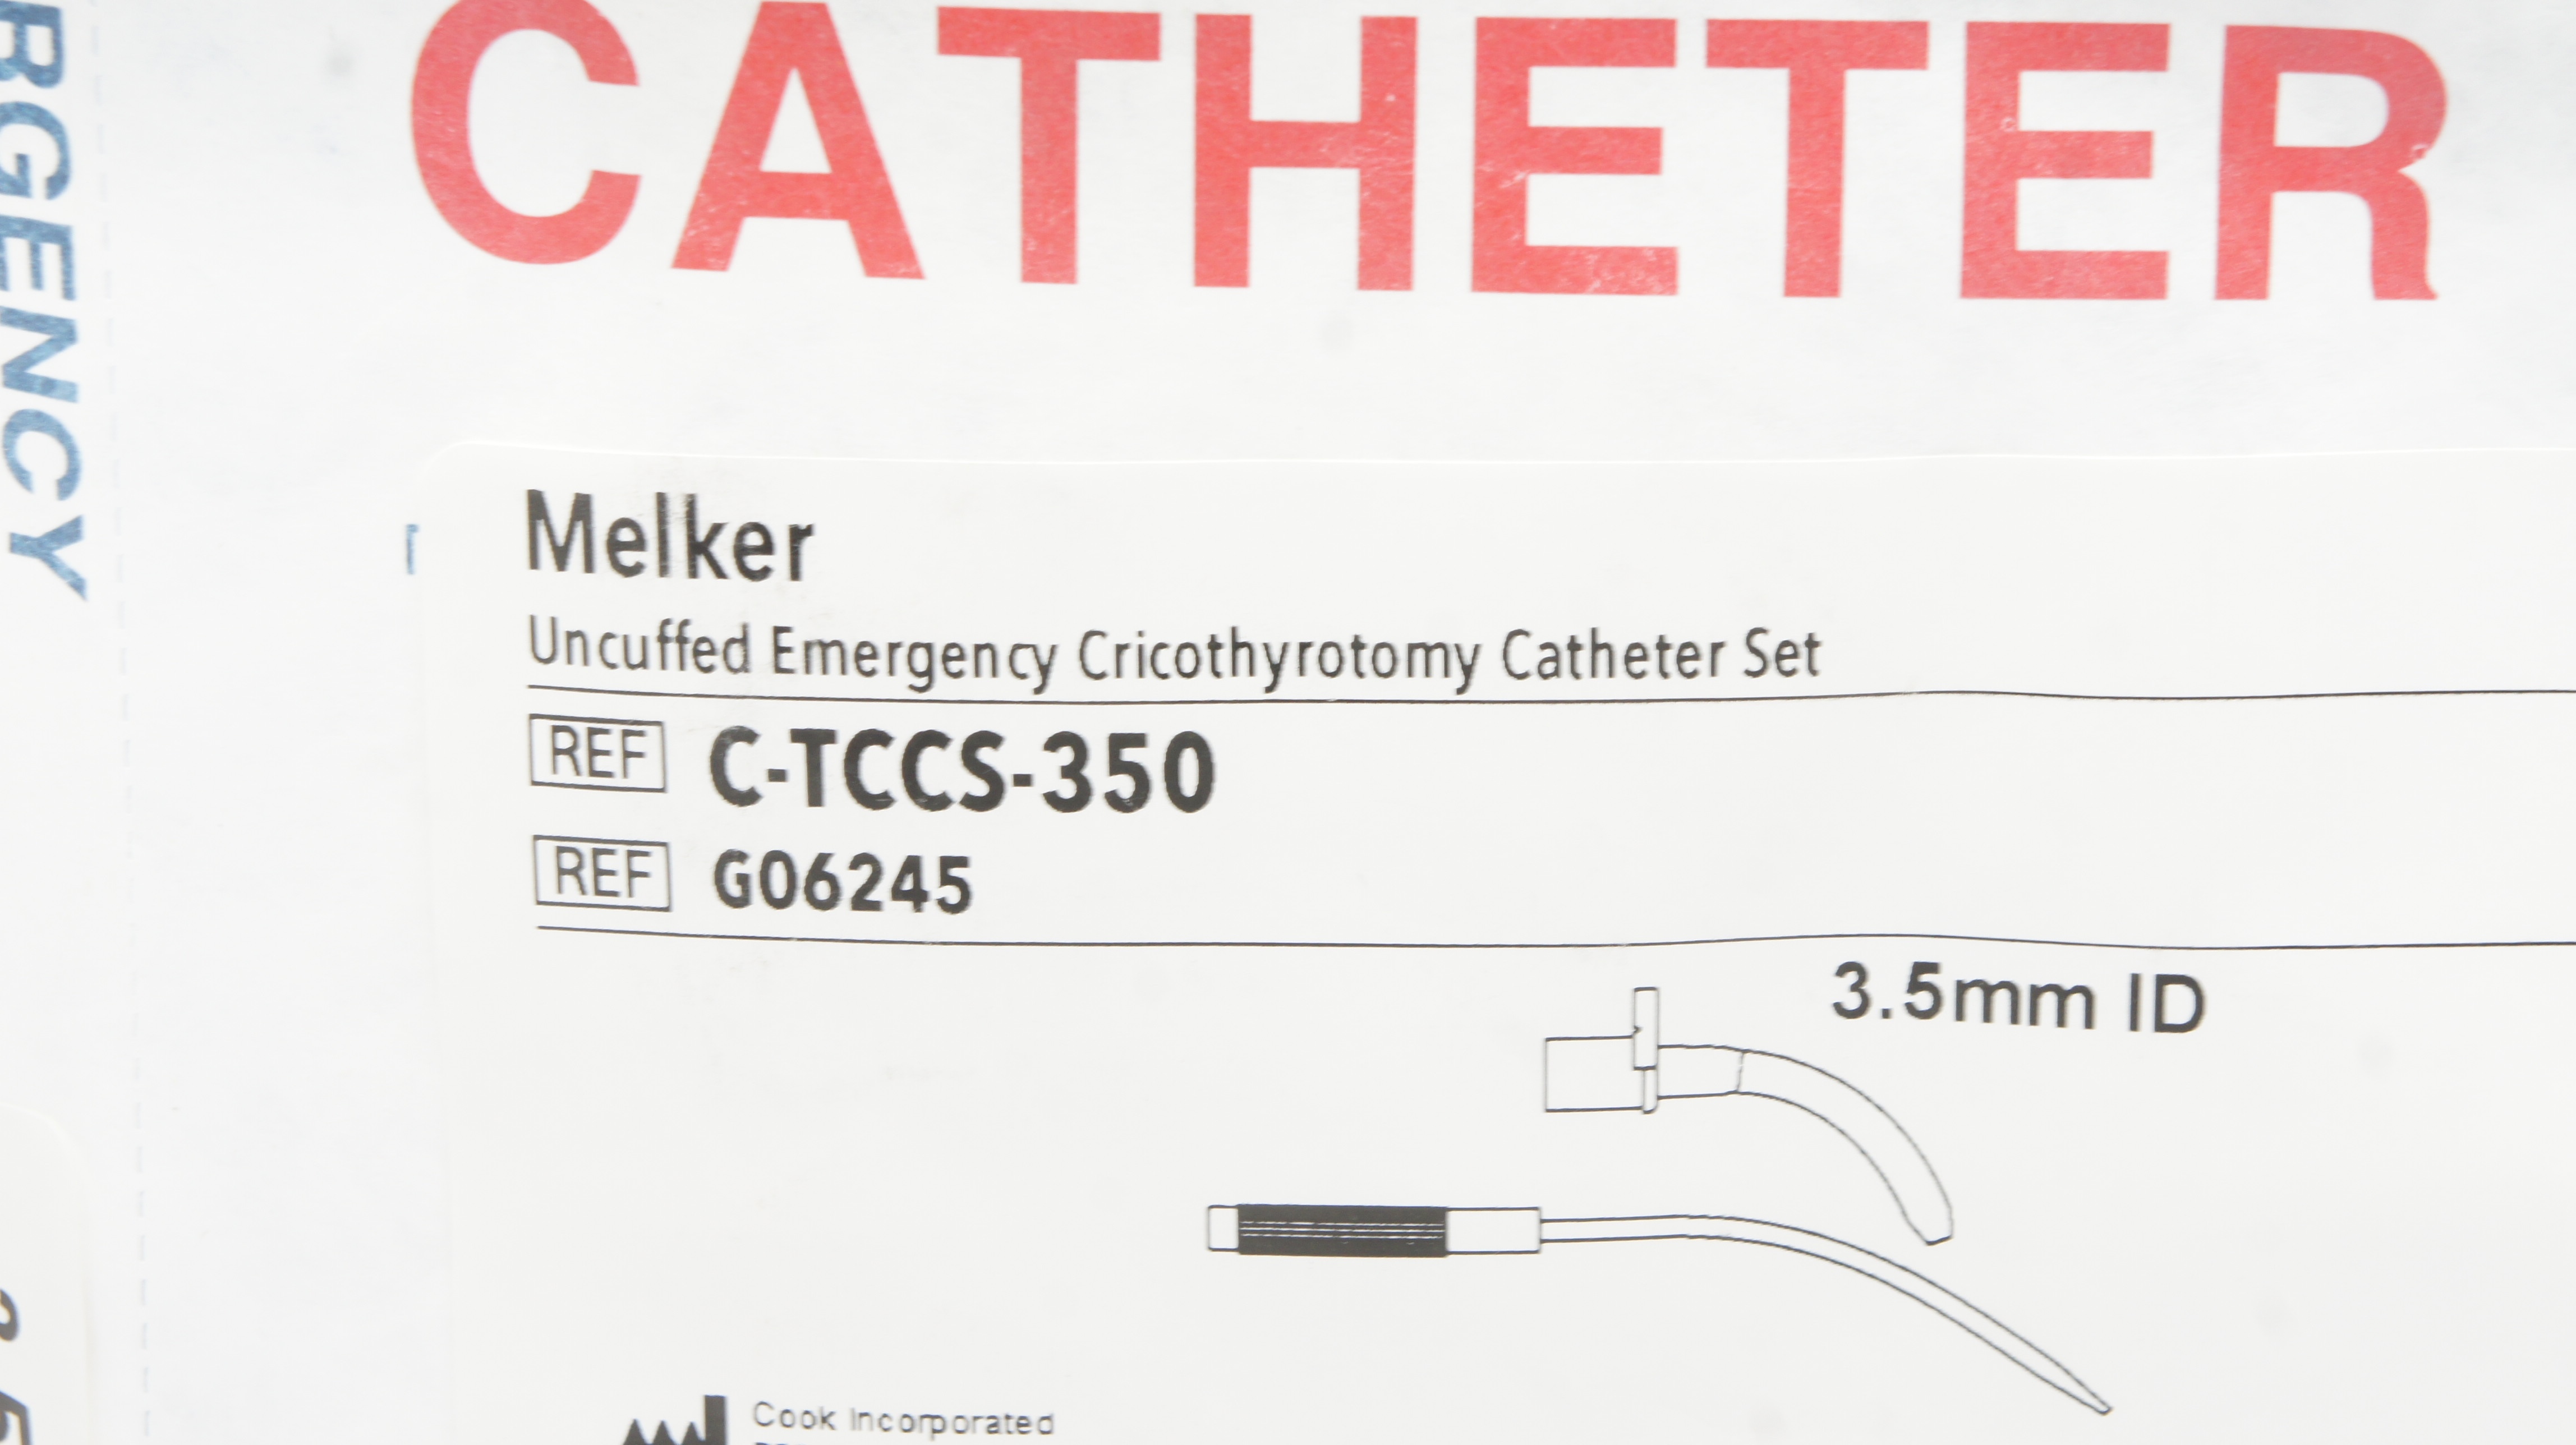 CATHETER
RGENCY
Melker
Uncuffed Emergency Cricothyrotomy Catheter Set
REF C-TCCS-350
REF G06245
3.5mm ID
Cook Incorporated